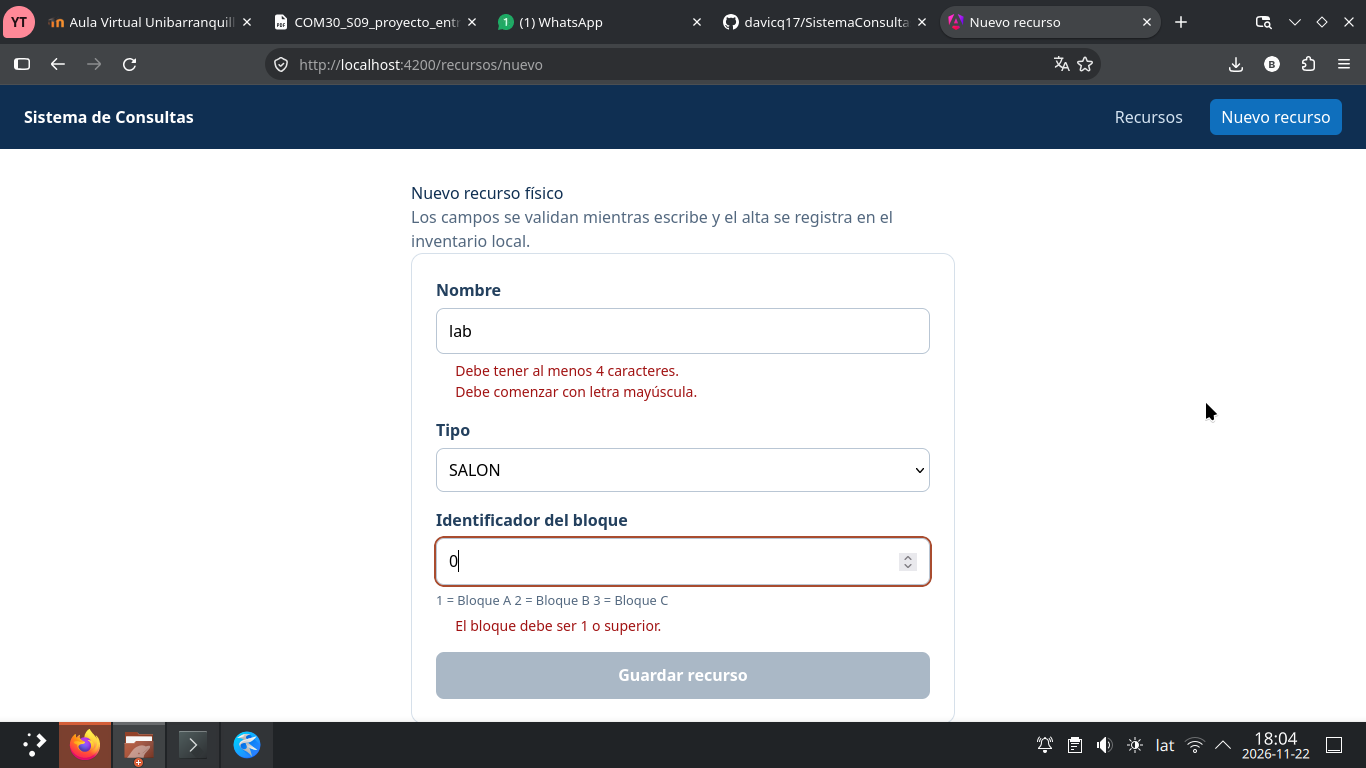 YT
Aula Virtual Unibarranquill
COM30_S09_proyecto_entr
1
(1) WhatsApp
davicq17/SistemaConsulta
Nuevo recurso
http://localhost:4200/recursos/nuevo
B
Sistema de Consultas
Recursos
Nuevo recurso
Nuevo recurso físico
Los campos se validan mientras escribe y el alta se registra en el
inventario local.
Nombre
lab
Debe tener al menos 4 caracteres.
Debe comenzar con letra mayúscula.
Tipo
SALON
Identificador del bloque
0
1 = Bloque A 2 = Bloque B 3 = Bloque C
El bloque debe ser 1 o superior.
Guardar recurso
lat
18:04
2026-11-22